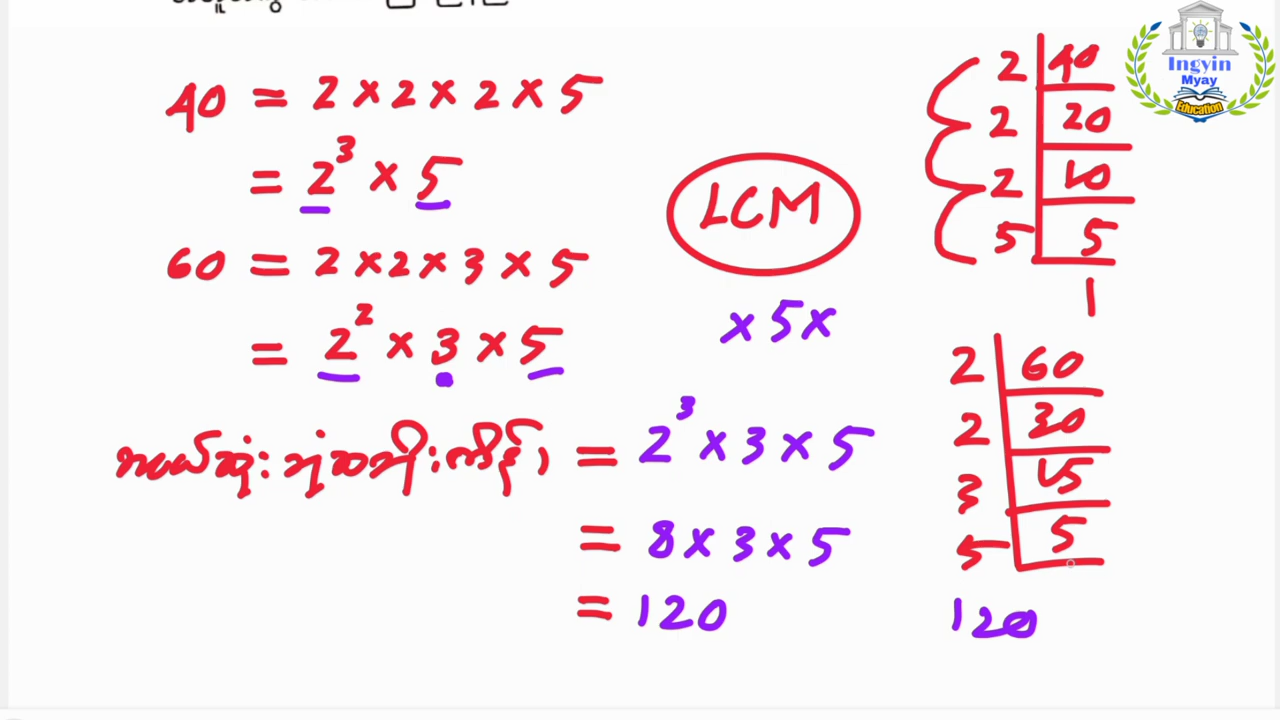 40 = 2 × 2 × 2 × 5
= 2³ × 5
60 = 2 × 2 × 3 × 5
= 2² × 3 × 5
LCM
× 5 ×
= 2³ × 3 × 5
= 8 × 3 × 5
= 120
2 40
2 20
2 10
5 5
1
2 60
2 30
3 15
5 5
120
Ingyin
Myay
Education